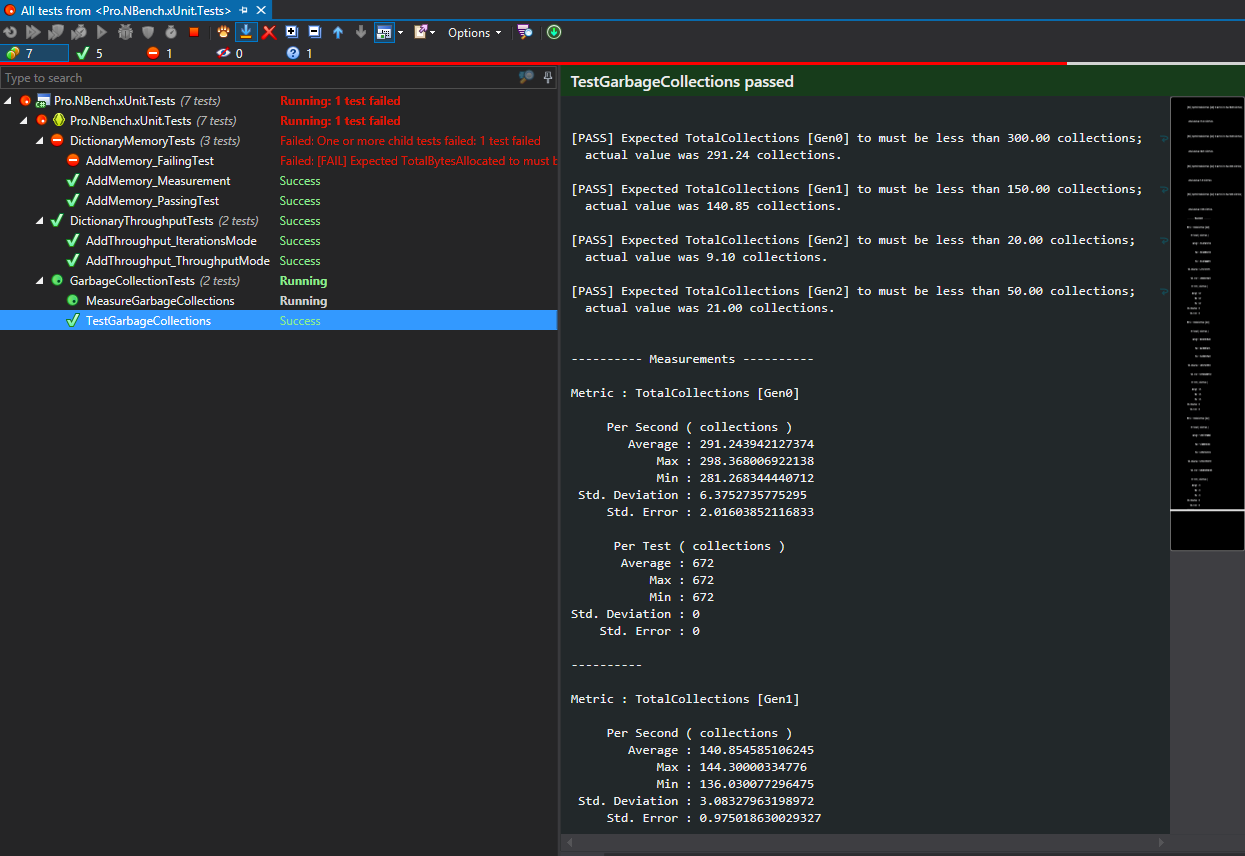 All tests from <Pro.NBench.xUnit.Tests>
Options
7 5 1 0 1
Type to search
Pro.NBench.xUnit.Tests (7 tests) Running: 1 test failed
Pro.NBench.xUnit.Tests (7 tests) Running: 1 test failed
DictionaryMemoryTests (3 tests) Failed: One or more child tests failed: 1 test failed
AddMemory_FailingTest Failed: [FAIL] Expected TotalBytesAllocated to must b
AddMemory_Measurement Success
AddMemory_PassingTest Success
DictionaryThroughputTests (2 tests) Success
AddThroughput_IterationsMode Success
AddThroughput_ThroughputMode Success
GarbageCollectionTests (2 tests) Running
MeasureGarbageCollections Running
TestGarbageCollections Success
TestGarbageCollections passed
[PASS] Expected TotalCollections [Gen0] to must be less than 300.00 collections;
actual value was 291.24 collections.
[PASS] Expected TotalCollections [Gen1] to must be less than 150.00 collections;
actual value was 140.85 collections.
[PASS] Expected TotalCollections [Gen2] to must be less than 20.00 collections;
actual value was 9.10 collections.
[PASS] Expected TotalCollections [Gen2] to must be less than 50.00 collections;
actual value was 21.00 collections.
---------- Measurements ----------
Metric : TotalCollections [Gen0]
Per Second ( collections )
Average : 291.243942127374
Max : 298.368006922138
Min : 281.268344440712
Std. Deviation : 6.3752735775295
Std. Error : 2.01603852116833
Per Test ( collections )
Average : 672
Max : 672
Min : 672
Std. Deviation : 0
Std. Error : 0
----------
Metric : TotalCollections [Gen1]
Per Second ( collections )
Average : 140.854585106245
Max : 144.30000334776
Min : 136.030077296475
Std. Deviation : 3.08327963198972
Std. Error : 0.975018630029327